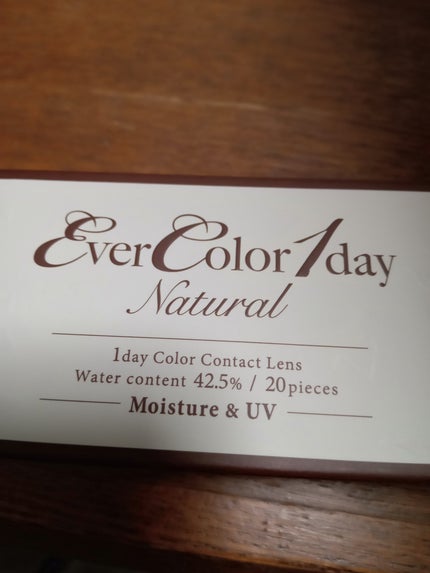 EverColor1day
Natural
1day Color Contact Lens
Water content 42.5% / 20pieces
Moisture & UV